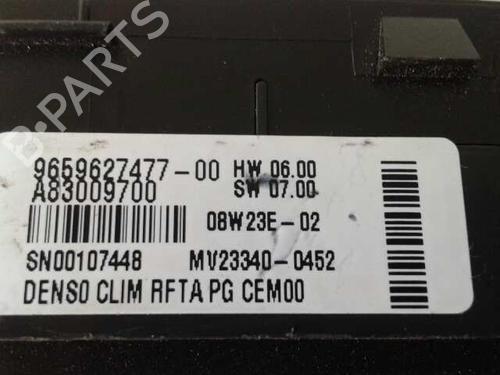 9659627477-00 HW 06.00
A83009700 SW 07.00
08W23E-02
SN00107448 MV23340-0452
DENSO CLIM RFTA PG CEM00
B-PARTS